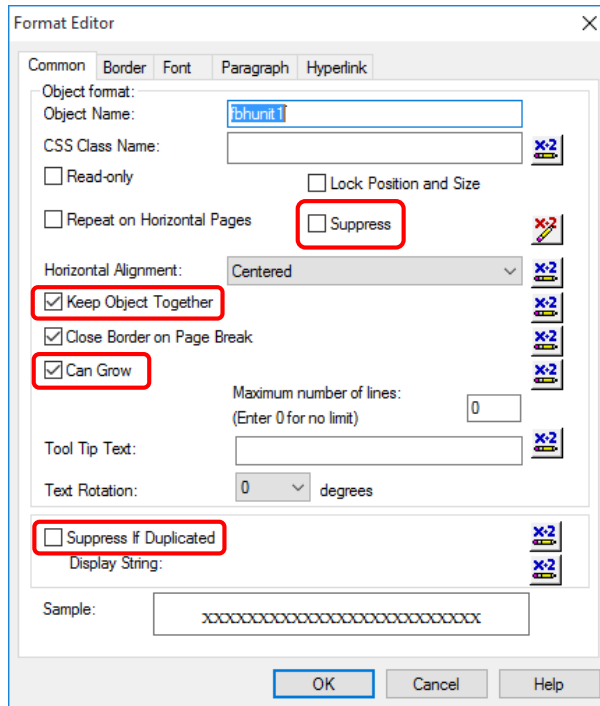 Format Editor
Common Border Font Paragraph Hyperlink
Object format:
Object Name: fbhunit1
CSS Class Name:
Read-only
Lock Position and Size
Repeat on Horizontal Pages
Suppress
Horizontal Alignment: Centered
Keep Object Together
Close Border on Page Break
Can Grow
Maximum number of lines:
(Enter 0 for no limit)
0
Tool Tip Text:
Text Rotation: 0 degrees
Suppress If Duplicated
Display String:
Sample: XXXXXXXXXXXXXXXXXXXXXXXXXXXX
OK Cancel Help